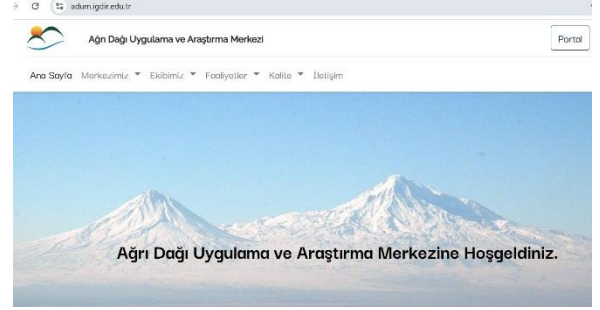 adum.igdir.edu.tr
Ağrı Dağı Uygulama ve Araştırma Merkezi
Portal
Ana Sayfa Merkezimiz Ekibimiz Faaliyetler Kalite İletişim
Ağrı Dağı Uygulama ve Araştırma Merkezine Hoşgeldiniz.